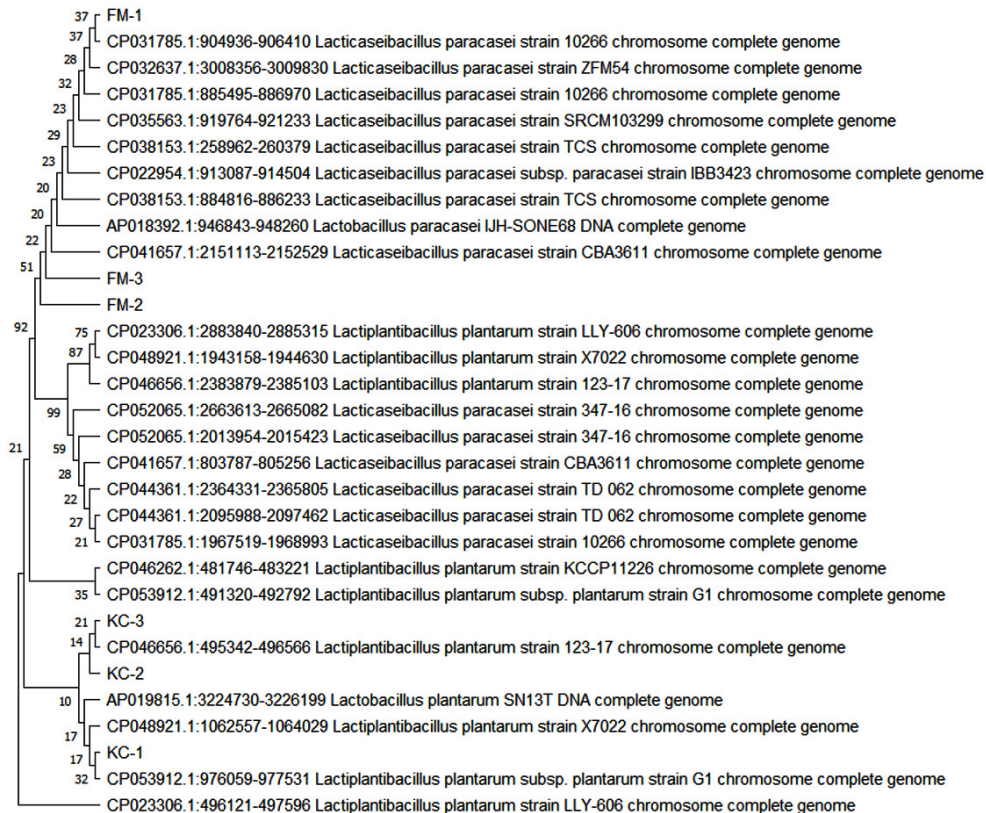 37 FM-1
37 CP031785.1:904936-906410 Lacticaseibacillus paracasei strain 10266 chromosome complete genome
28 CP032637.1:3008356-3009830 Lacticaseibacillus paracasei strain ZFM54 chromosome complete genome
32 CP031785.1:885495-886970 Lacticaseibacillus paracasei strain 10266 chromosome complete genome
23 CP035563.1:919764-921233 Lacticaseibacillus paracasei strain SRCM103299 chromosome complete genome
29 CP038153.1:258962-260379 Lacticaseibacillus paracasei strain TCS chromosome complete genome
23 CP022954.1:913087-914504 Lacticaseibacillus paracasei subsp. paracasei strain IBB3423 chromosome complete genome
20 CP038153.1:884816-886233 Lacticaseibacillus paracasei strain TCS chromosome complete genome
20 AP018392.1:946843-948260 Lactobacillus paracasei IJH-SONE68 DNA complete genome
22 CP041657.1:2151113-2152529 Lacticaseibacillus paracasei strain CBA3611 chromosome complete genome
51 FM-3
FM-2
92
75 CP023306.1:2883840-2885315 Lactiplantibacillus plantarum strain LLY-606 chromosome complete genome
87 CP048921.1:1943158-1944630 Lactiplantibacillus plantarum strain X7022 chromosome complete genome
CP046656.1:2383879-2385103 Lactiplantibacillus plantarum strain 123-17 chromosome complete genome
99 CP052065.1:2663613-2665082 Lacticaseibacillus paracasei strain 347-16 chromosome complete genome
CP052065.1:2013954-2015423 Lacticaseibacillus paracasei strain 347-16 chromosome complete genome
21 59
CP041657.1:803787-805256 Lacticaseibacillus paracasei strain CBA3611 chromosome complete genome
28 CP044361.1:2364331-2365805 Lacticaseibacillus paracasei strain TD 062 chromosome complete genome
22 CP044361.1:2095988-2097462 Lacticaseibacillus paracasei strain TD 062 chromosome complete genome
27
21 CP031785.1:1967519-1968993 Lacticaseibacillus paracasei strain 10266 chromosome complete genome
CP046262.1:481746-483221 Lactiplantibacillus plantarum strain KCCP11226 chromosome complete genome
35 CP053912.1:491320-492792 Lactiplantibacillus plantarum subsp. plantarum strain G1 chromosome complete genome
21 KC-3
14 CP046656.1:495342-496566 Lactiplantibacillus plantarum strain 123-17 chromosome complete genome
KC-2
10 AP019815.1:3224730-3226199 Lactobacillus plantarum SN13T DNA complete genome
17 CP048921.1:1062557-1064029 Lactiplantibacillus plantarum strain X7022 chromosome complete genome
17 KC-1
32 CP053912.1:976059-977531 Lactiplantibacillus plantarum subsp. plantarum strain G1 chromosome complete genome
CP023306.1:496121-497596 Lactiplantibacillus plantarum strain LLY-606 chromosome complete genome